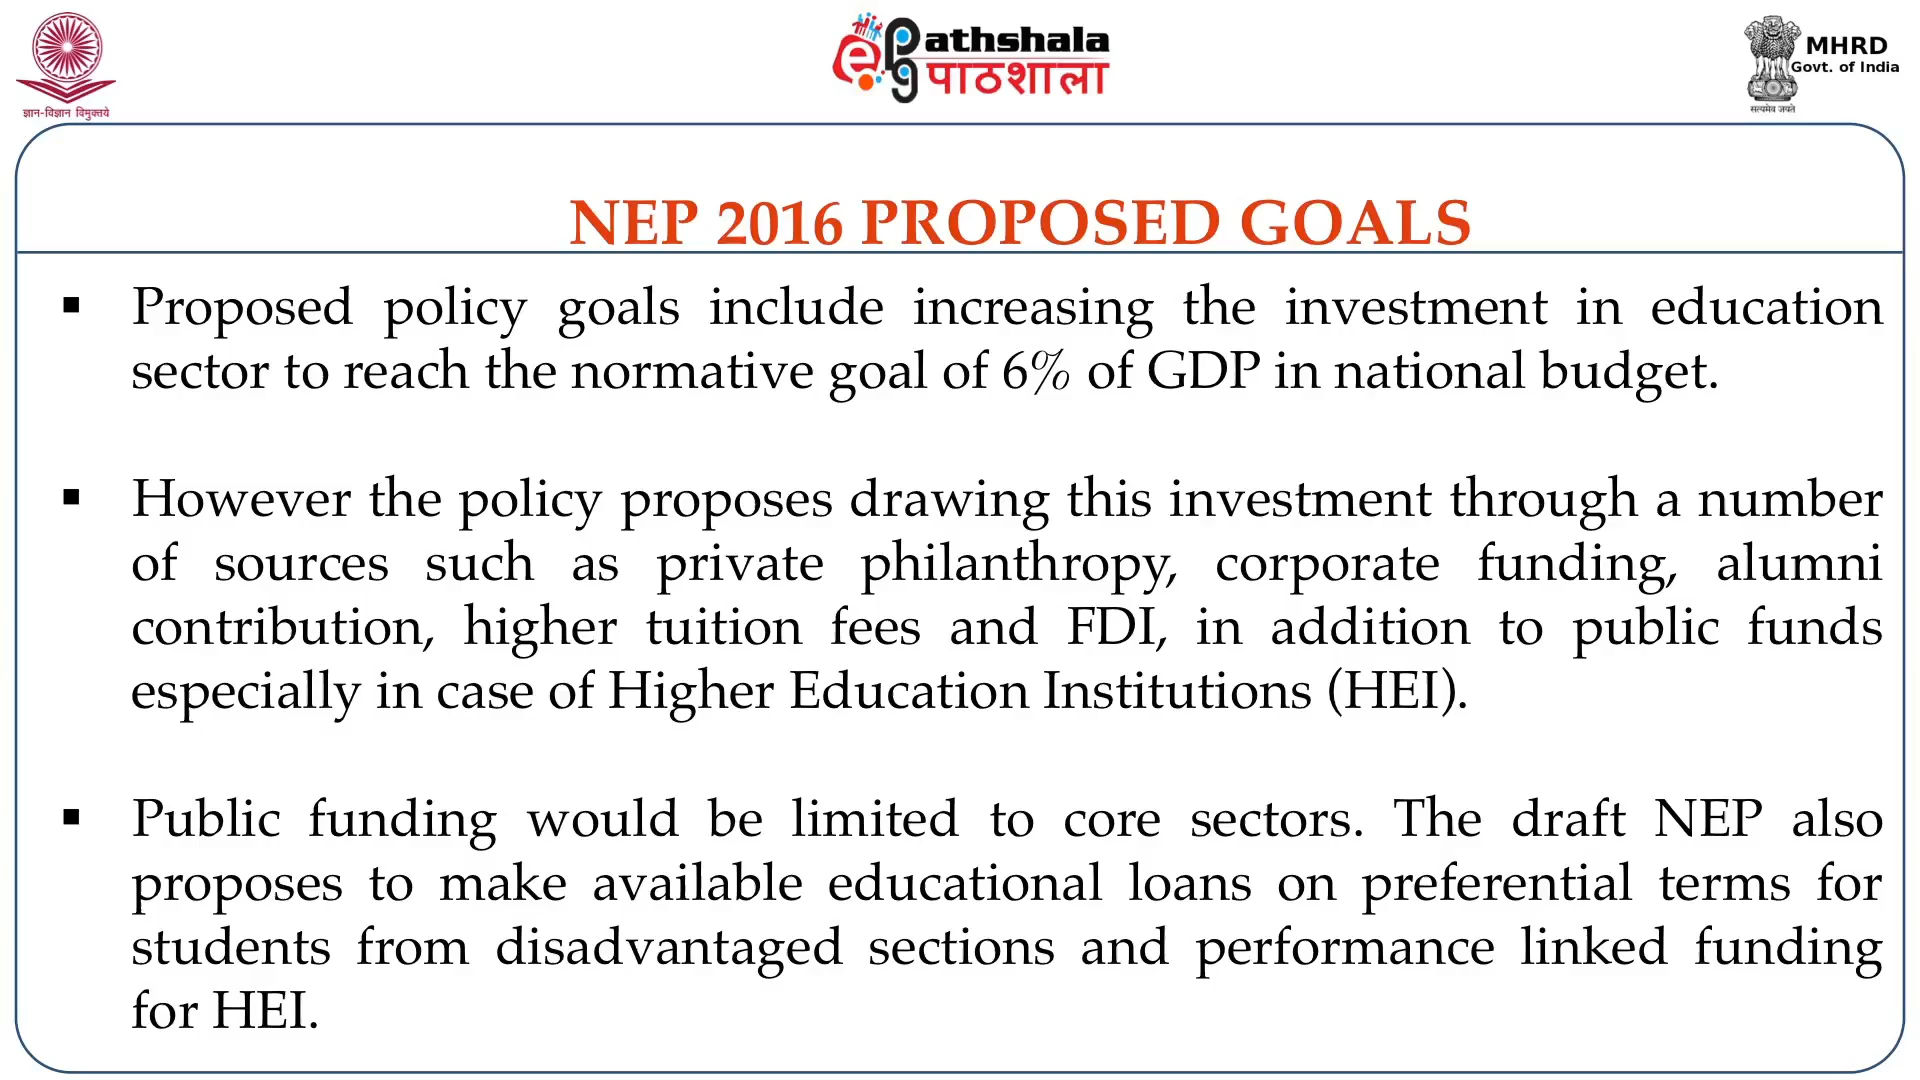 ज्ञान-विज्ञान विमुक्तये
ePathshala
पाठशाला
MHRD
Govt. of India
सत्यमेव जयते
NEP 2016 PROPOSED GOALS
▪ Proposed policy goals include increasing the investment in education
sector to reach the normative goal of 6% of GDP in national budget.
▪ However the policy proposes drawing this investment through a number
of sources such as private philanthropy, corporate funding, alumni
contribution, higher tuition fees and FDI, in addition to public funds
especially in case of Higher Education Institutions (HEI).
▪ Public funding would be limited to core sectors. The draft NEP also
proposes to make available educational loans on preferential terms for
students from disadvantaged sections and performance linked funding
for HEI.